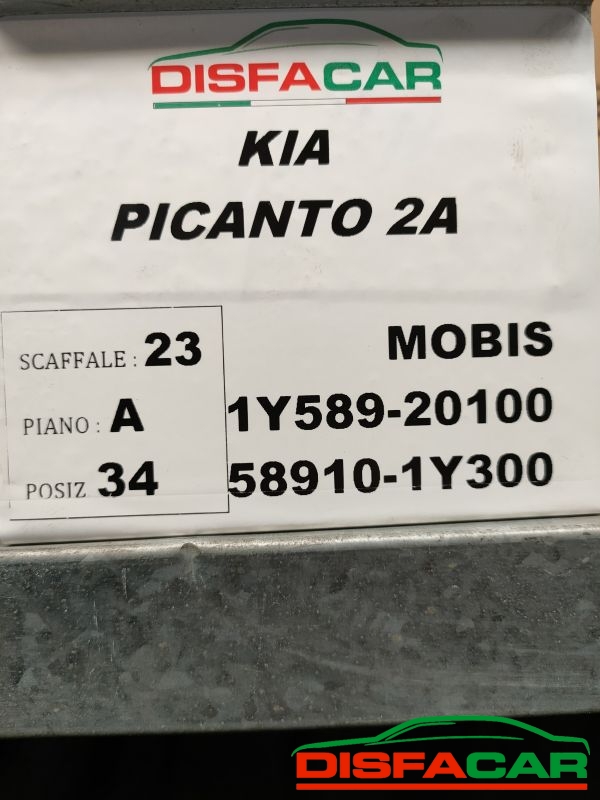 DISFACAR
KIA
PICANTO 2A
SCAFFALE : 23
PIANO : A
POSIZ 34
MOBIS
1Y589-20100
58910-1Y300
DISFACAR